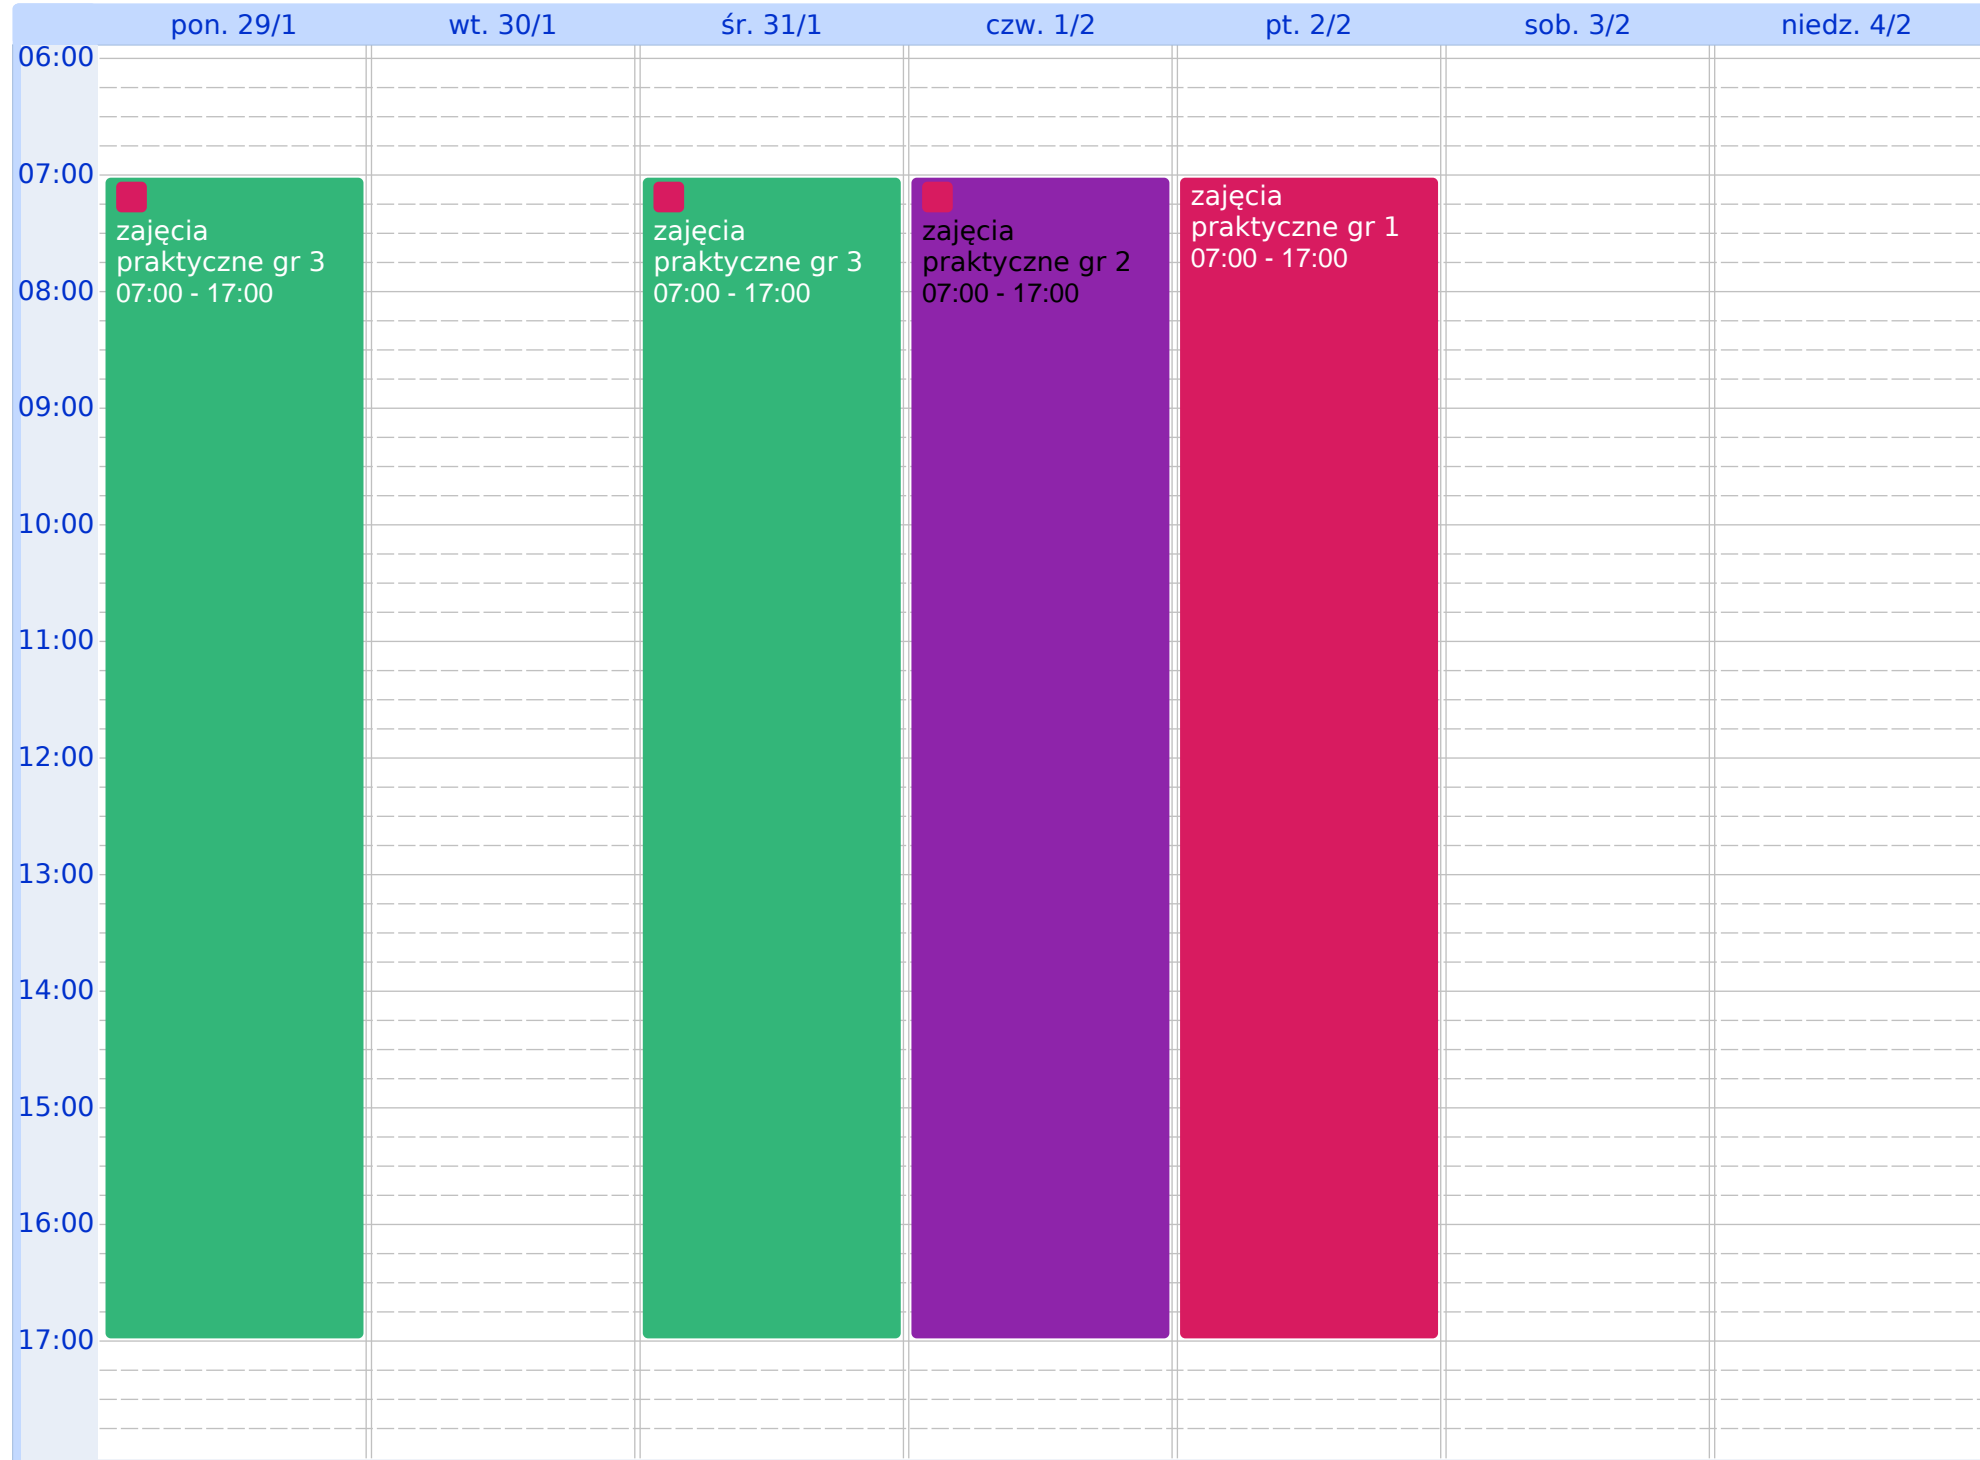 pon. 29/1
wt. 30/1
śr. 31/1
czw. 1/2
pt. 2/2
sob. 3/2
niedz. 4/2
06:00
07:00
08:00
09:00
10:00
11:00
12:00
13:00
14:00
15:00
16:00
17:00
zajęcia
praktyczne gr 3
07:00 - 17:00
zajęcia
praktyczne gr 3
07:00 - 17:00
zajęcia
praktyczne gr 2
07:00 - 17:00
zajęcia
praktyczne gr 1
07:00 - 17:00